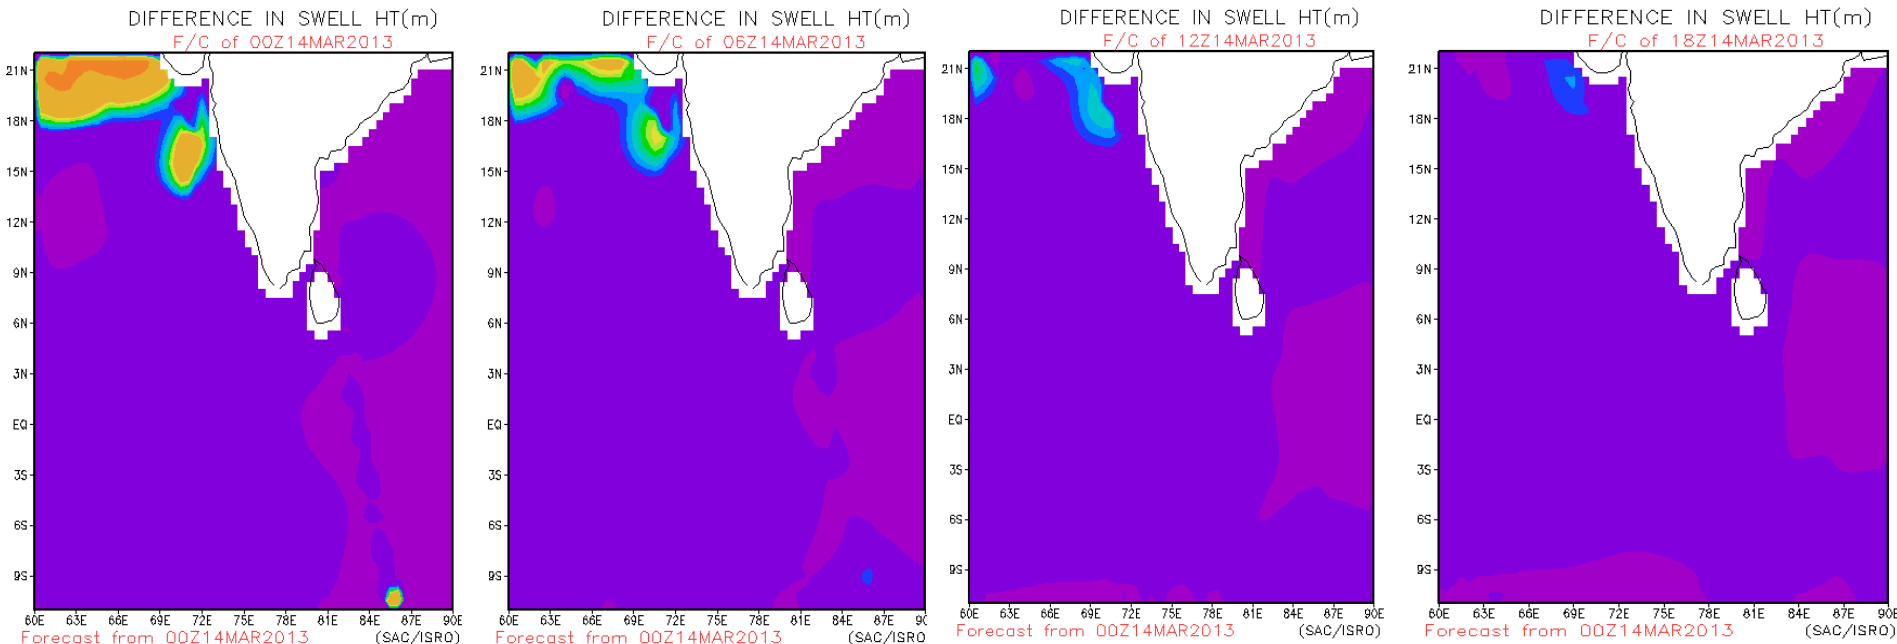 DIFFERENCE IN SWELL HT(m)
F/C of 00Z14MAR2013
21N
18N
15N
12N
9N
6N
3N
EQ
3S
6S
9S
60E 63E 66E 69E 72E 75E 78E 81E 84E 87E 90E
Forecast from 00Z14MAR2013 (SAC/ISRO)
DIFFERENCE IN SWELL HT(m)
F/C of 06Z14MAR2013
21N
18N
15N
12N
9N
6N
3N
EQ
3S
6S
9S
60E 63E 66E 69E 72E 75E 78E 81E 84E 87E 90
Forecast from 00Z14MAR2013 (SAC/ISRO)
DIFFERENCE IN SWELL HT(m)
F/C of 12Z14MAR2013
21N
18N
15N
12N
9N
6N
3N
EQ
3S
6S
9S
60E 63E 66E 69E 72E 75E 78E 81E 84E 87E 90E
Forecast from 00Z14MAR2013 (SAC/ISRO)
DIFFERENCE IN SWELL HT(m)
F/C of 18Z14MAR2013
21N
18N
15N
12N
9N
6N
3N
EQ
3S
6S
9S
60E 63E 66E 69E 72E 75E 78E 81E 84E 87E 90E
Forecast from 00Z14MAR2013 (SAC/ISRO)